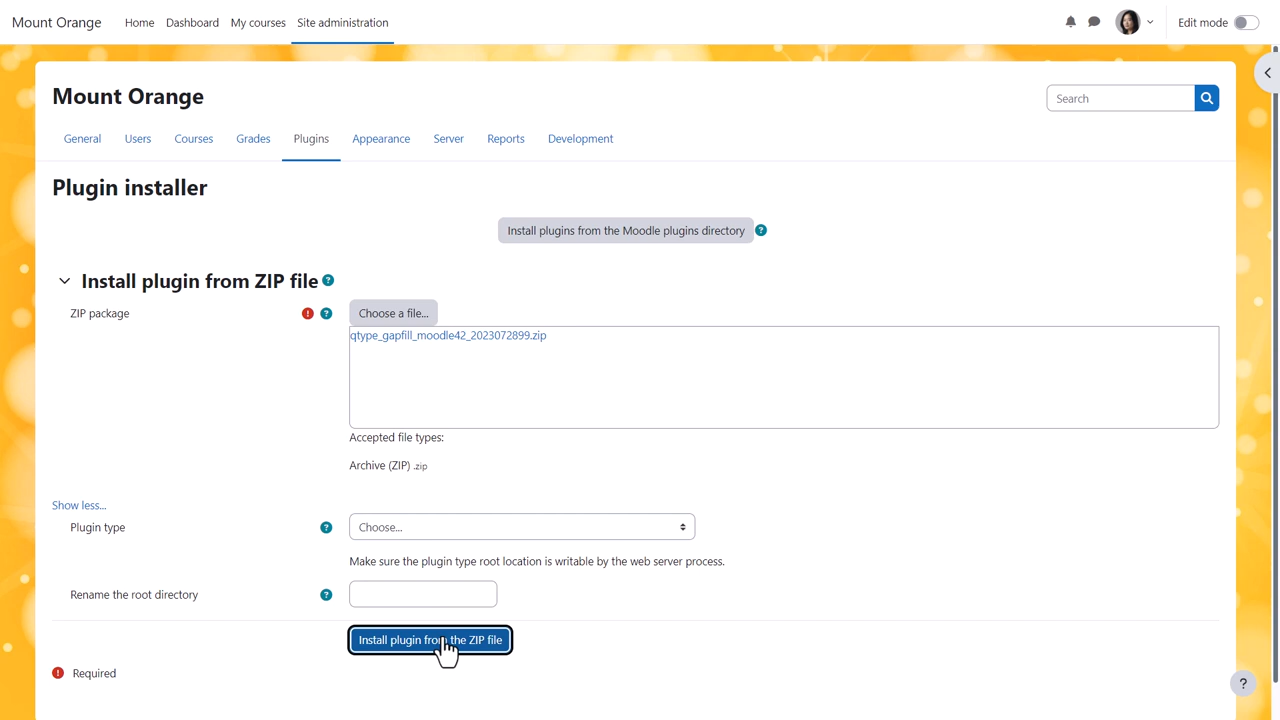 Mount Orange Home Dashboard My courses Site administration Edit mode
Mount Orange
Search
General Users Courses Grades Plugins Appearance Server Reports Development
Plugin installer
Install plugins from the Moodle plugins directory ?
Install plugin from ZIP file ?
ZIP package ! ? Choose a file...
qtype_gapfill_moodle42_2023072899.zip
Accepted file types:
Archive (ZIP) .zip
Show less...
Plugin type ? Choose...
Make sure the plugin type root location is writable by the web server process.
Rename the root directory ?
Install plugin from the ZIP file
! Required
?